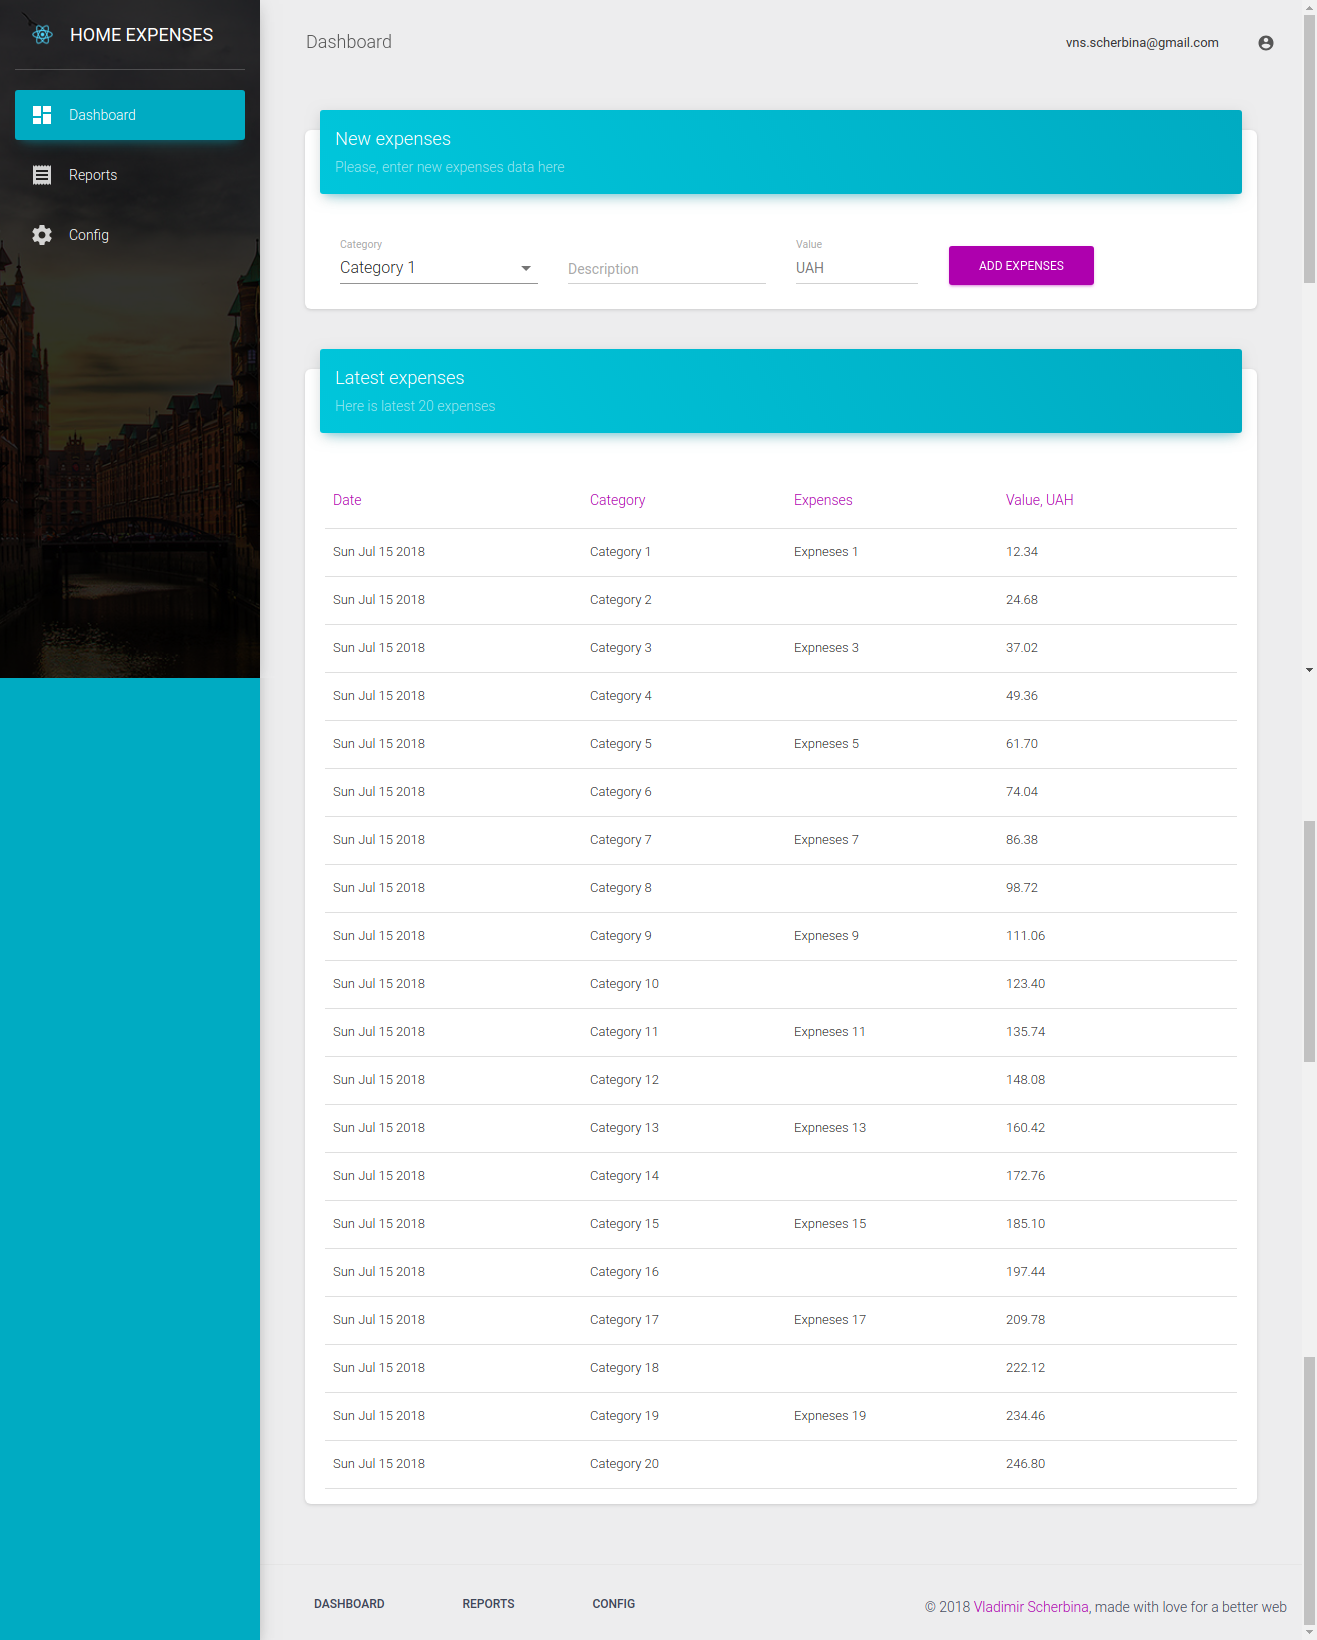 HOME EXPENSES
Dashboard
Reports
Config
Dashboard
vns.scherbina@gmail.com
New expenses
Please, enter new expenses data here
Category
Category 1
Description
Value
UAH
ADD EXPENSES
Latest expenses
Here is latest 20 expenses
Date Category Expenses Value, UAH
Sun Jul 15 2018 Category 1 Expneses 1 12.34
Sun Jul 15 2018 Category 2 24.68
Sun Jul 15 2018 Category 3 Expneses 3 37.02
Sun Jul 15 2018 Category 4 49.36
Sun Jul 15 2018 Category 5 Expneses 5 61.70
Sun Jul 15 2018 Category 6 74.04
Sun Jul 15 2018 Category 7 Expneses 7 86.38
Sun Jul 15 2018 Category 8 98.72
Sun Jul 15 2018 Category 9 Expneses 9 111.06
Sun Jul 15 2018 Category 10 123.40
Sun Jul 15 2018 Category 11 Expneses 11 135.74
Sun Jul 15 2018 Category 12 148.08
Sun Jul 15 2018 Category 13 Expneses 13 160.42
Sun Jul 15 2018 Category 14 172.76
Sun Jul 15 2018 Category 15 Expneses 15 185.10
Sun Jul 15 2018 Category 16 197.44
Sun Jul 15 2018 Category 17 Expneses 17 209.78
Sun Jul 15 2018 Category 18 222.12
Sun Jul 15 2018 Category 19 Expneses 19 234.46
Sun Jul 15 2018 Category 20 246.80
DASHBOARD REPORTS CONFIG
© 2018 Vladimir Scherbina, made with love for a better web